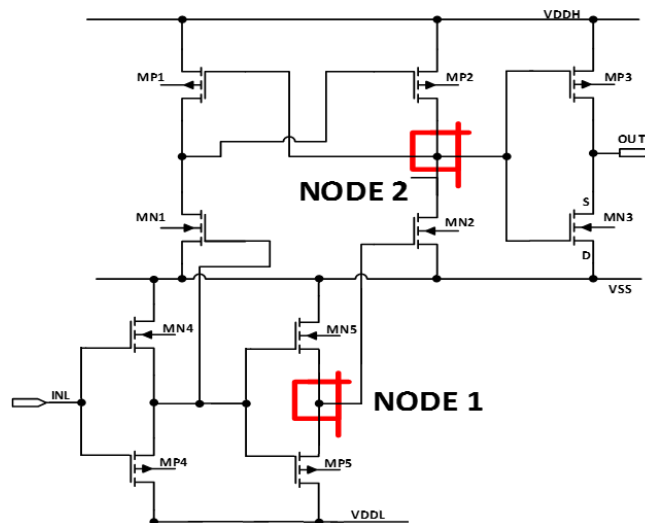 VDDH
MP1
MP2
MP3
OUT
NODE 2
MN1
MN2
S
MN3
D
VSS
MN4
MN5
INL
NODE 1
MP4
MP5
VDDL